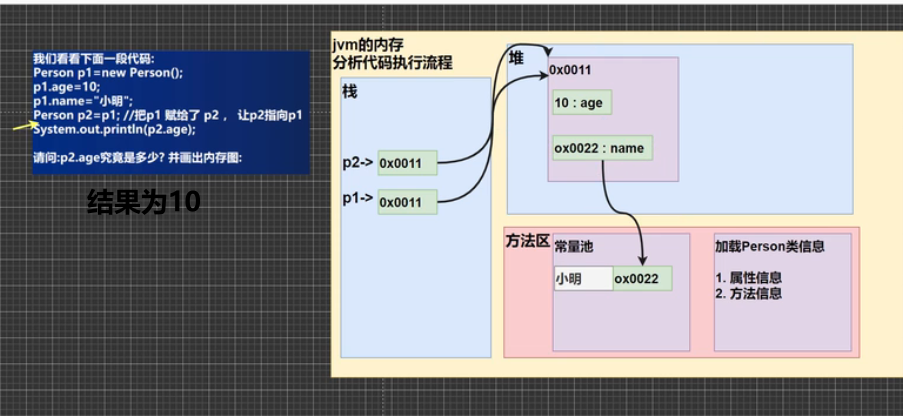 我们看看下面一段代码:
Person p1=new Person();
p1.age=10;
p1.name="小明";
Person p2=p1; //把p1 赋给了 p2 ， 让p2指向p1
System.out.println(p2.age);
请问:p2.age究竟是多少? 并画出内存图:
结果为10
jvm的内存
分析代码执行流程
栈
p2-> 0x0011
p1-> 0x0011
堆
0x0011
10 : age
ox0022 : name
方法区
常量池
小明 ox0022
加载Person类信息
1. 属性信息
2. 方法信息